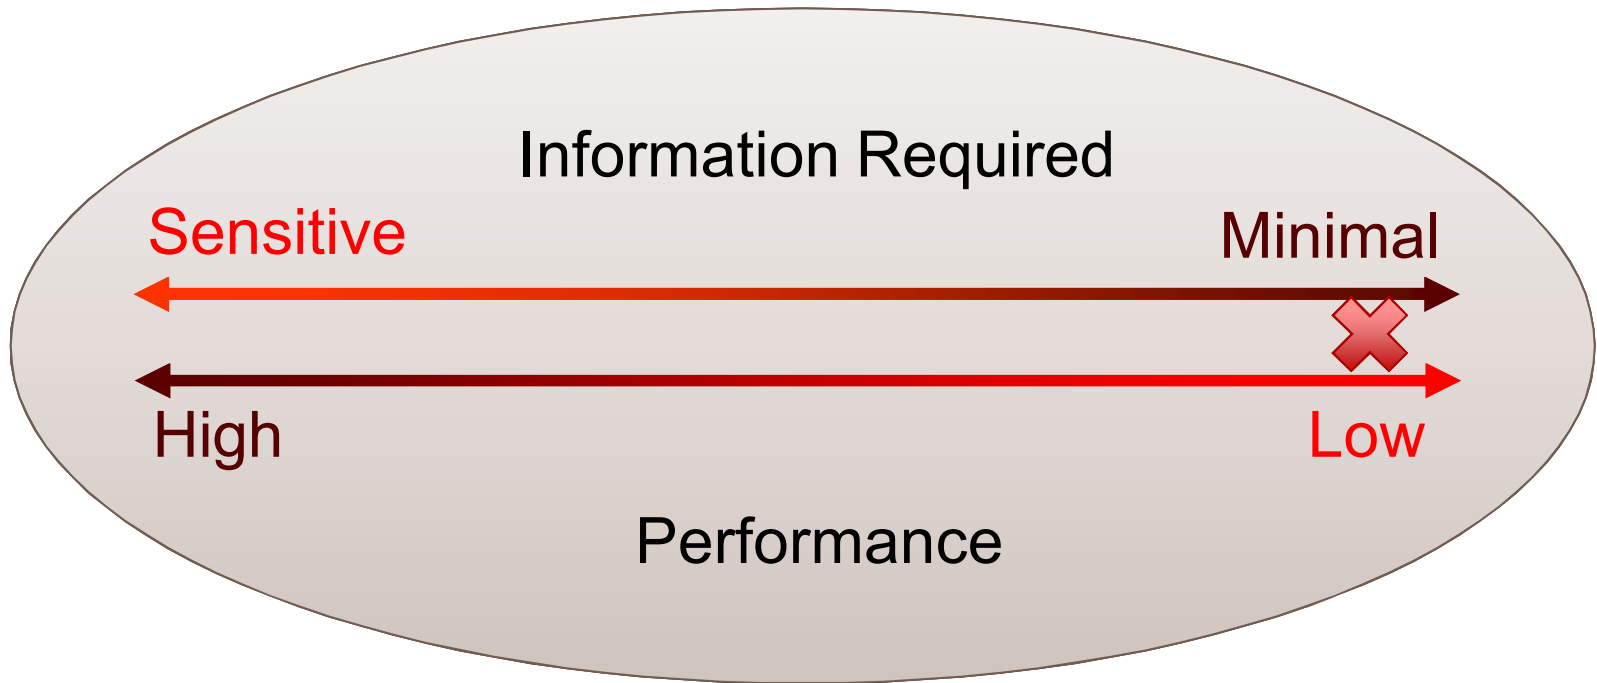 Information Required
Sensitive
Minimal
High
Low
Performance